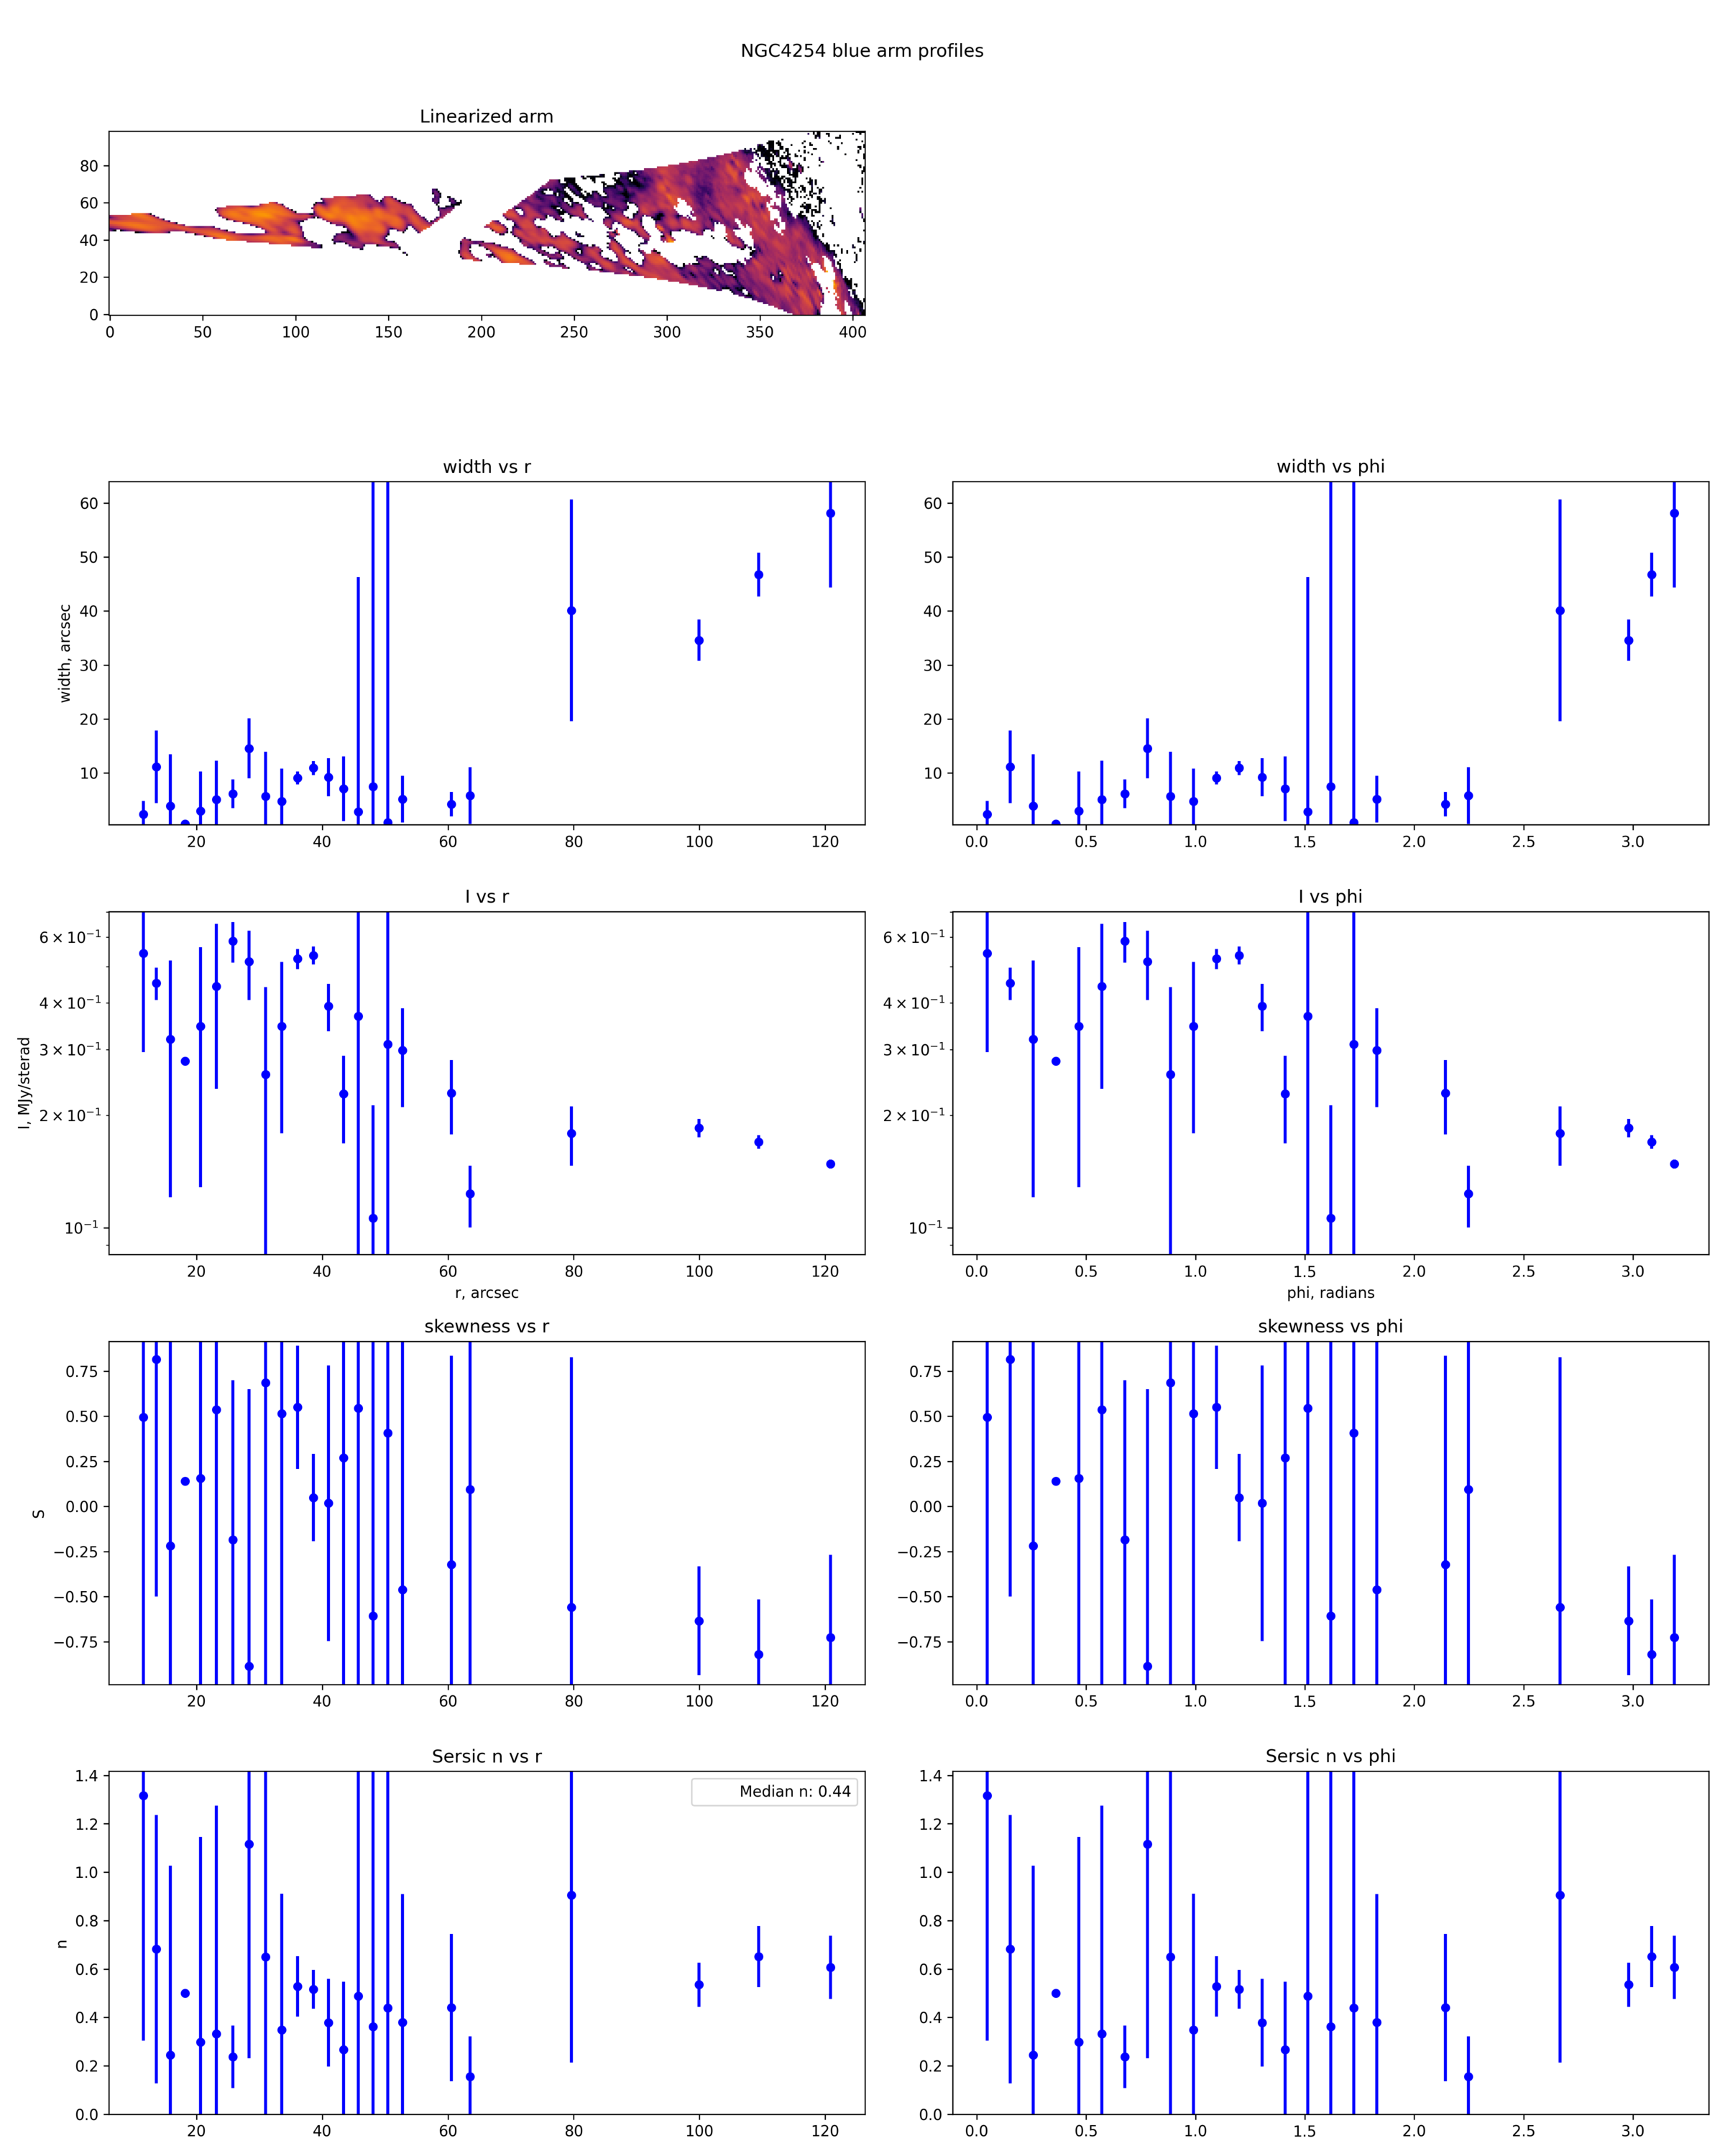 NGC4254 blue arm profiles
Linearized arm
80
60
40
20
0
0 50 100 150 200 250 300 350 400
width vs r
width, arcsec
60
50
40
30
20
10
20 40 60 80 100 120
width vs phi
60
50
40
30
20
10
0.0 0.5 1.0 1.5 2.0 2.5 3.0
I vs r
I, MJy/sterad
6 × 10⁻¹
4 × 10⁻¹
3 × 10⁻¹
2 × 10⁻¹
10⁻¹
20 40 60 80 100 120
r, arcsec
I vs phi
6 × 10⁻¹
4 × 10⁻¹
3 × 10⁻¹
2 × 10⁻¹
10⁻¹
0.0 0.5 1.0 1.5 2.0 2.5 3.0
phi, radians
skewness vs r
S
0.75
0.50
0.25
0.00
−0.25
−0.50
−0.75
20 40 60 80 100 120
skewness vs phi
0.75
0.50
0.25
0.00
−0.25
−0.50
−0.75
0.0 0.5 1.0 1.5 2.0 2.5 3.0
Sersic n vs r
n
1.4
1.2
1.0
0.8
0.6
0.4
0.2
0.0
Median n: 0.44
20 40 60 80 100 120
Sersic n vs phi
1.4
1.2
1.0
0.8
0.6
0.4
0.2
0.0
0.0 0.5 1.0 1.5 2.0 2.5 3.0